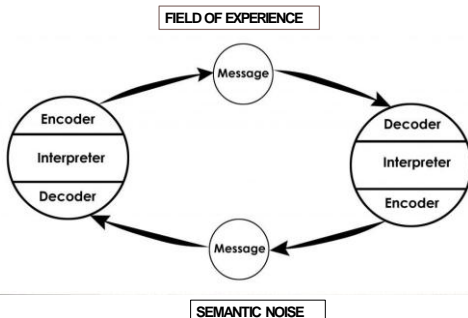 FIELD OF EXPERIENCE
Message
Encoder
Interpreter
Decoder
Decoder
Interpreter
Encoder
Message
SEMANTIC NOISE